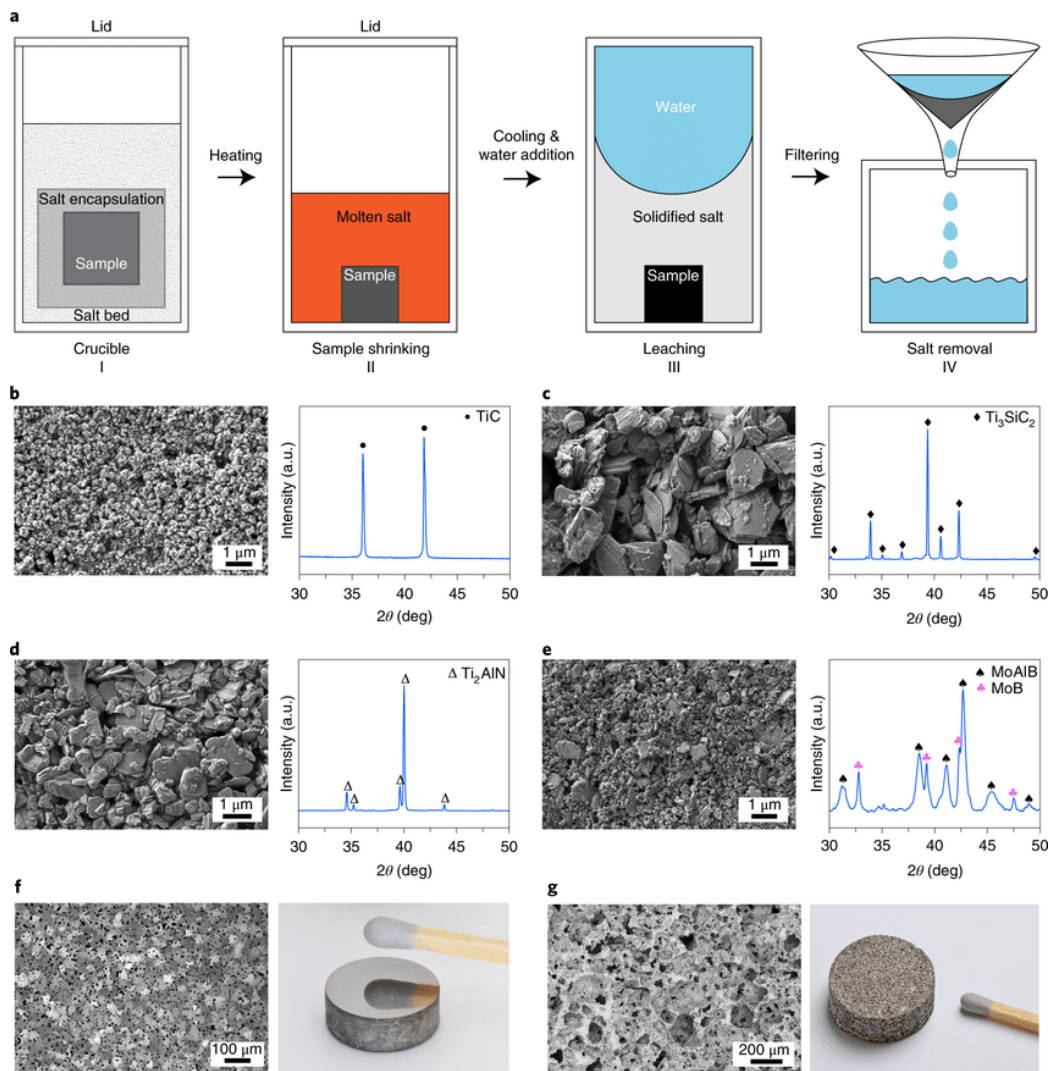 a
Lid
Lid
Water
Cooling &
water addition
Heating
Filtering
Salt encapsulation
Sample
Salt bed
Molten salt
Sample
Solidified salt
Sample
Crucible
I
Sample shrinking
II
Leaching
III
Salt removal
IV
b
1 μm
Intensity (a.u.)
• TiC
30 35 40 45 50
2θ (deg)
c
1 μm
Intensity (a.u.)
♦ Ti₃SiC₂
30 35 40 45 50
2θ (deg)
d
1 μm
Intensity (a.u.)
Δ Ti₂AlN
30 35 40 45 50
2θ (deg)
e
1 μm
Intensity (a.u.)
♠ MoAlB
♣ MoB
30 35 40 45 50
2θ (deg)
f
100 μm
g
200 μm